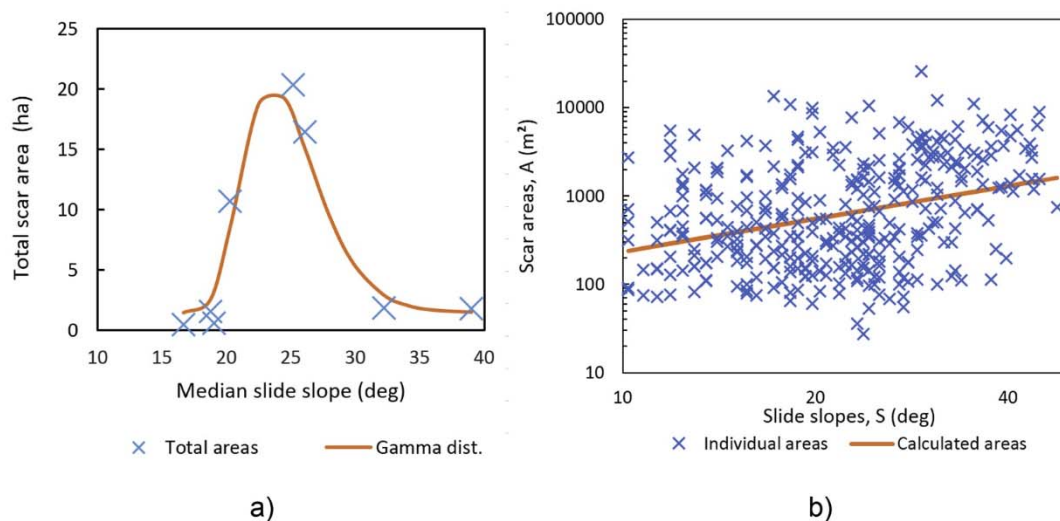 Total scar area (ha)
25
20
15
10
5
0
10 15 20 25 30 35 40
Median slide slope (deg)
Total areas Gamma dist.
a)
Scar areas, A (m²)
100000
10000
1000
100
10
10 20 40
Slide slopes, S (deg)
Individual areas Calculated areas
b)